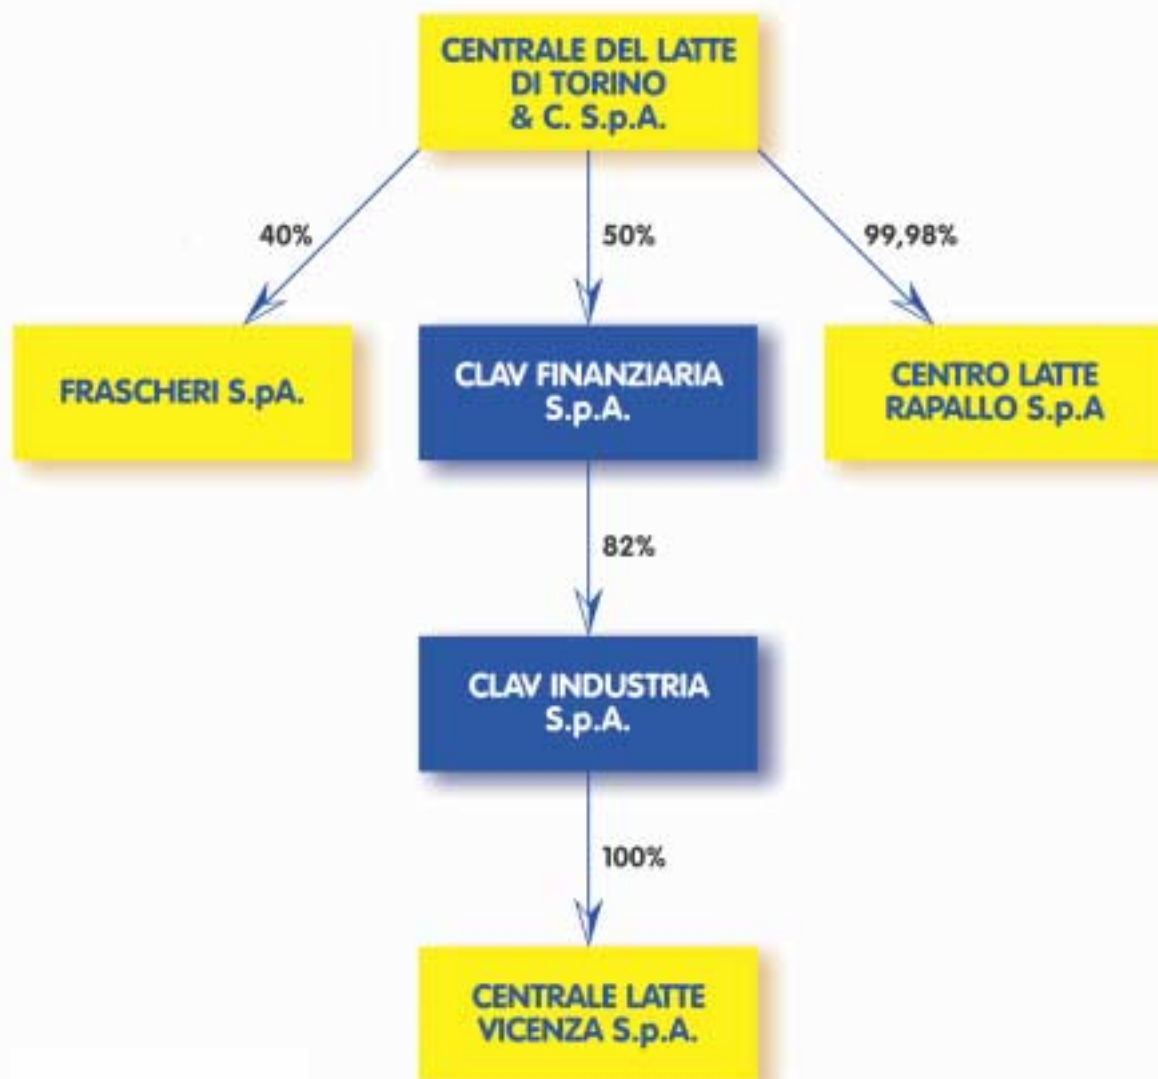 CENTRALE DEL LATTE
DI TORINO
& C. S.p.A.
40%
50%
99,98%
FRASCHERI S.pA.
CLAV FINANZIARIA
S.p.A.
CENTRO LATTE
RAPALLO S.p.A
82%
CLAV INDUSTRIA
S.p.A.
100%
CENTRALE LATTE
VICENZA S.p.A.